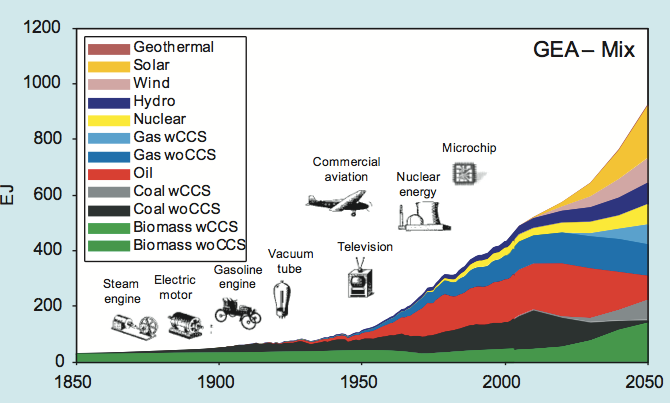 1200
1000
800
600
400
200
0
EJ
GEA – Mix
Geothermal
Solar
Wind
Hydro
Nuclear
Gas wCCS
Gas woCCS
Oil
Coal wCCS
Coal woCCS
Biomass wCCS
Biomass woCCS
Microchip
Commercial
aviation
Nuclear
energy
Vacuum
tube
Television
Gasoline
engine
Electric
motor
Steam
engine
1850
1900
1950
2000
2050